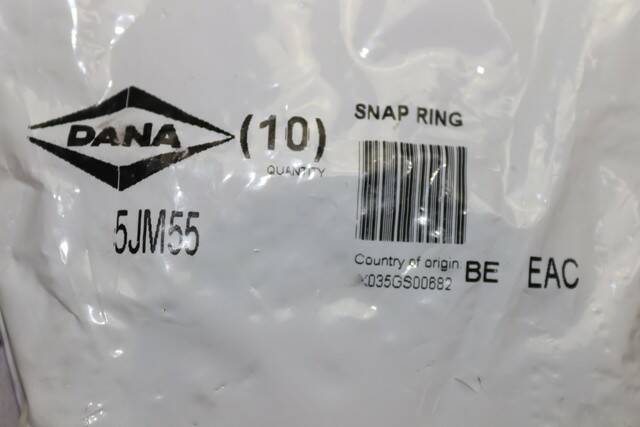 DANA
(10)
QUANTITY
5JM55
SNAP RING
Country of origin BE EAC
X035GS00682